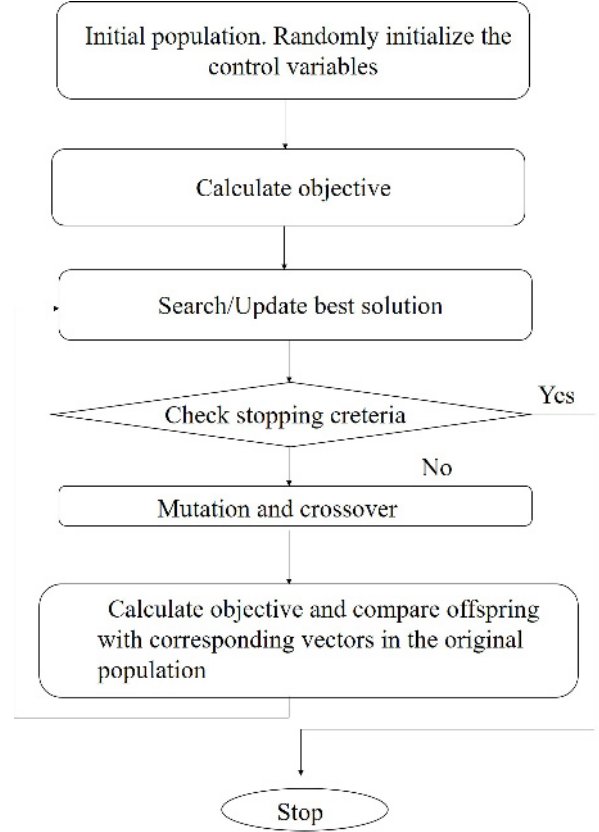 Initial population. Randomly initialize the
control variables
Calculate objective
Search/Update best solution
Check stopping creteria
Yes
No
Mutation and crossover
Calculate objective and compare offspring
with corresponding vectors in the original
population
Stop